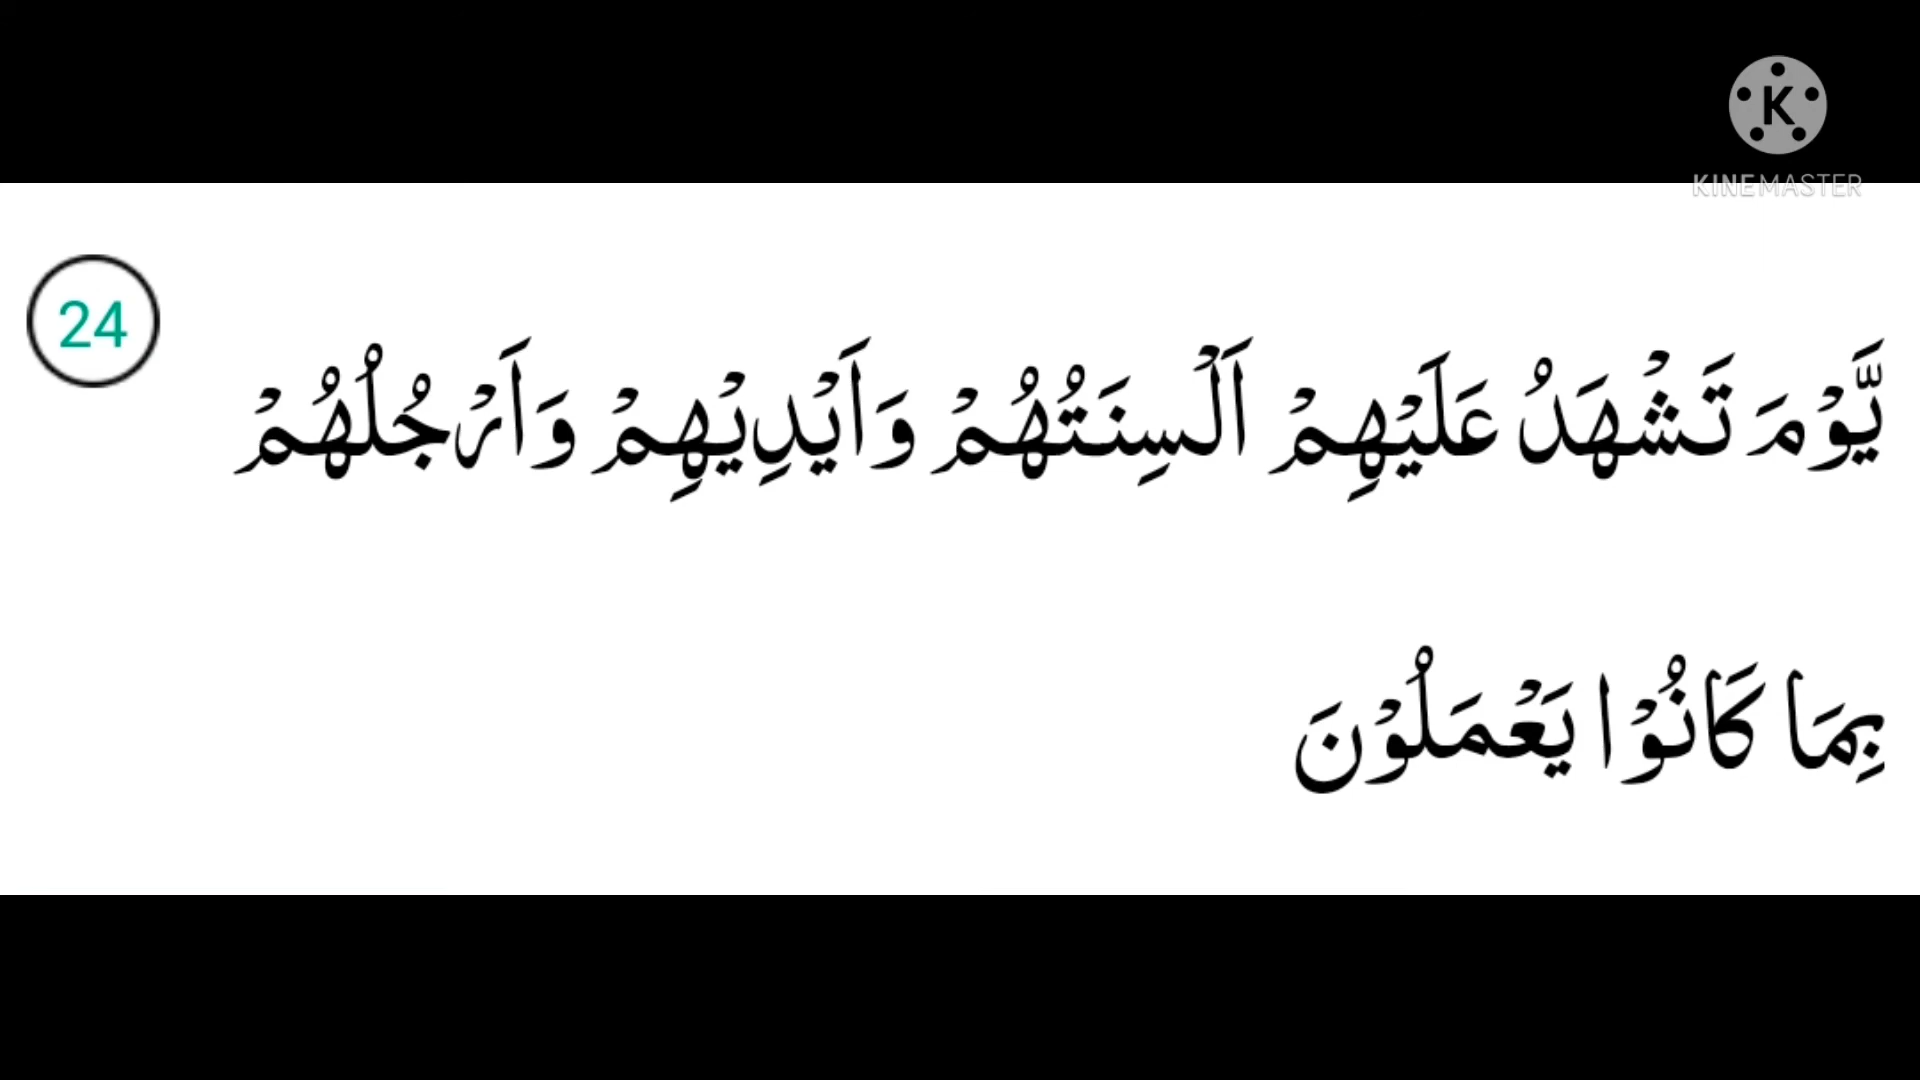 K
KINEMASTER
24
يَّوْمَ تَشْهَدُ عَلَيْهِمْ اَلْسِنَتُهُمْ وَاَيْدِيْهِمْ وَاَرْجُلُهُمْ
بِمَا كَانُوْا يَعْمَلُوْنَ